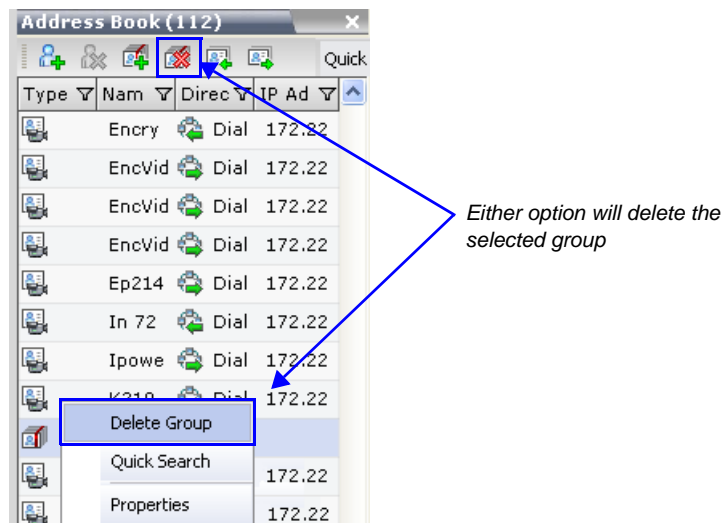 Address Book (112)
Quick
Type Nam Direc IP Ad
Encry Dial 172.22
EncVid Dial 172.22
EncVid Dial 172.22
EncVid Dial 172.22
Ep214 Dial 172.22
In 72 Dial 172.22
Ipowe Dial 172.22
Dial 172.22
Delete Group
Quick Search
172.22
Properties
172.22
Either option will delete the
selected group